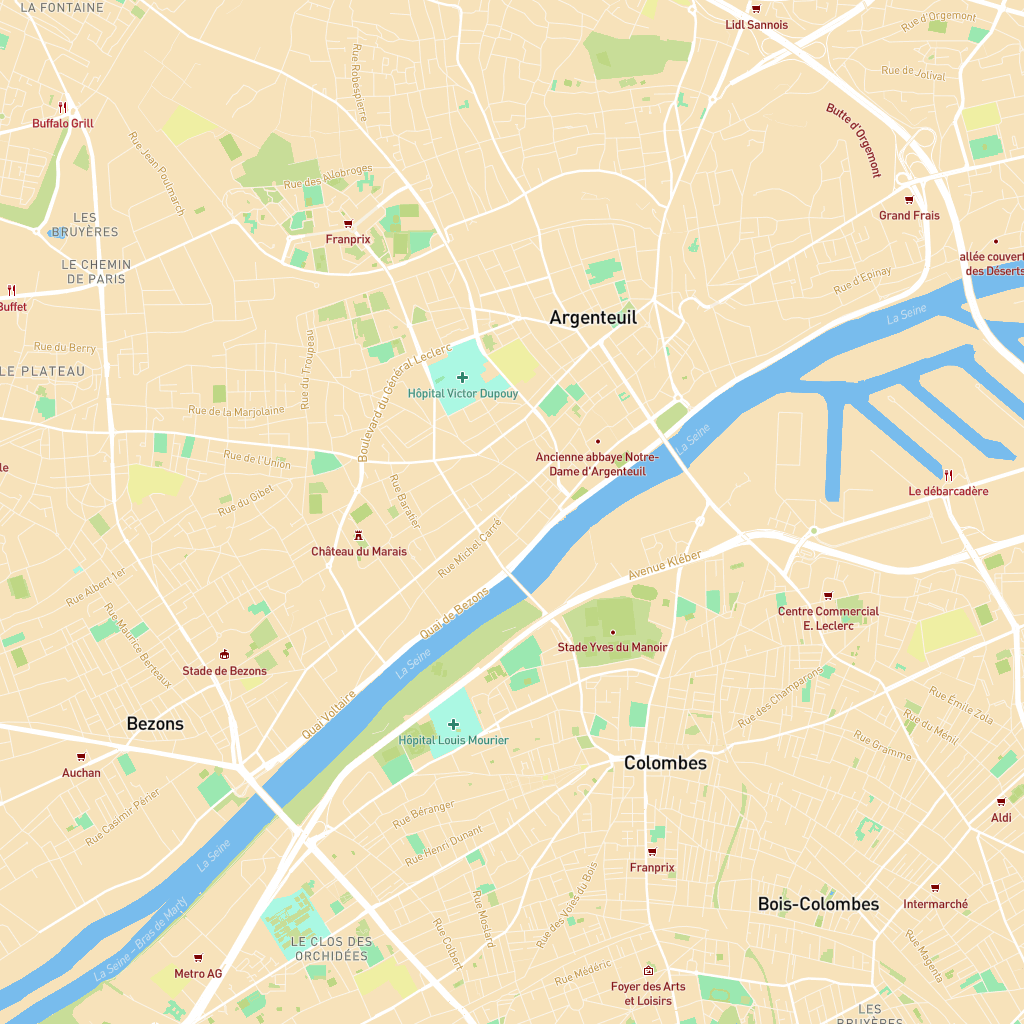 LA FONTAINE
Lidl Sannois
Rue d'Orgemont
Rue de Jolival
Rue Robespierre
Buffalo Grill
Butte d'Orgemont
Rue Jean Poulmarch
Rue des Allobroges
LES
BRUYÈRES
Franprix
Grand Frais
LE CHEMIN
DE PARIS
allée couvert
des Déserts
Rue d'Epinay
Buffet
Argenteuil
La Seine
Rue du Berry
Rue du Troupeau
Boulevard du Général Leclerc
LE PLATEAU
Hôpital Victor Dupouy
Rue de la Marjolaine
La Seine
Rue de l'Union
Ancienne abbaye Notre-
Dame d'Argenteuil
le
Rue du Gibet
Rue Baratier
Le débarcadère
Rue Michel Carré
Château du Marais
Avenue Kléber
Rue Albert 1er
Quai de Bezons
Centre Commercial
E. Leclerc
Rue Maurice Berteaux
Stade Yves du Manoir
La Seine
Stade de Bezons
Rue des Champarons
Quai Voltaire
Rue Émile Zola
Bezons
Rue du Ménil
Hôpital Louis Mourier
Rue Gramme
Colombes
Auchan
Rue Casimir Périer
Rue Béranger
Aldi
Rue Henri Dunant
La Seine
Franprix
Rue des Voies du Bois
Intermarché
Bois-Colombes
Rue Moslard
La Seine - Bras de Marly
Rue Colbert
LE CLOS DES
ORCHIDÉES
Rue Magenta
Metro AG
Rue Médéric
Foyer des Arts
et Loisirs
LES
BRUYÈRES